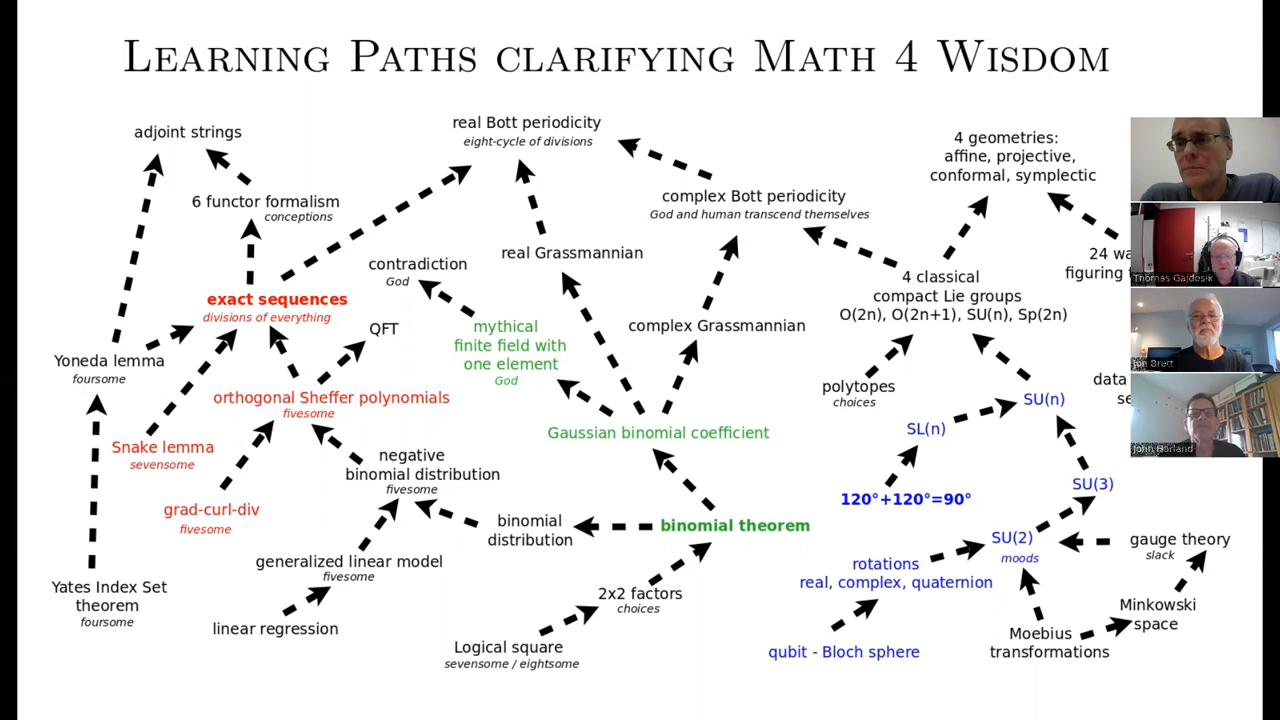 LEARNING PATHS CLARIFYING MATH 4 WISDOM
adjoint strings
real Bott periodicity
eight-cycle of divisions
4 geometries:
affine, projective,
conformal, symplectic
6 functor formalism
conceptions
complex Bott periodicity
God and human transcend themselves
contradiction
God
real Grassmannian
24 wa
figuring
Thomas Gajdosik
exact sequences
divisions of everything
4 classical
compact Lie groups
O(2n), O(2n+1), SU(n), Sp(2n)
QFT
mythical
finite field with
one element
God
complex Grassmannian
Yoneda lemma
foursome
Jon Brett
polytopes
choices
data
se
orthogonal Sheffer polynomials
fivesome
SU(n)
Gaussian binomial coefficient
SL(n)
Snake lemma
sevensome
John Harland
negative
binomial distribution
fivesome
SU(3)
120°+120°=90°
grad-curl-div
fivesome
binomial
distribution
binomial theorem
SU(2)
moods
gauge theory
slack
generalized linear model
fivesome
rotations
real, complex, quaternion
Yates Index Set
theorem
foursome
2x2 factors
choices
Minkowski
space
linear regression
Logical square
sevensome / eightsome
qubit - Bloch sphere
Moebius
transformations